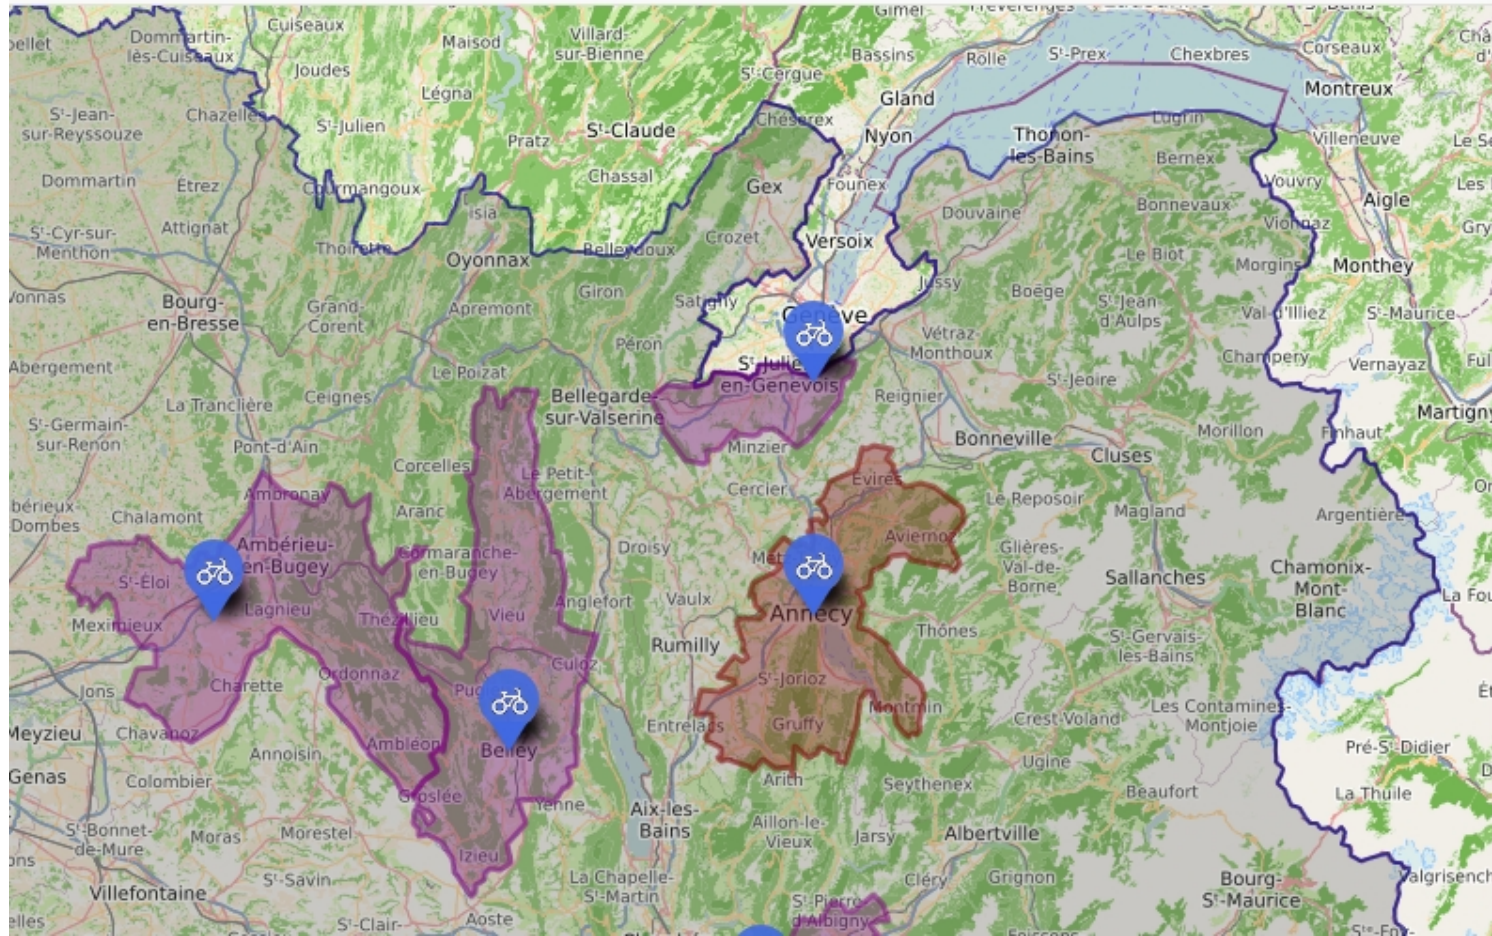 Gimel
Cuiseaux
Dommartin-
lès-Cuiseaux
Maisod
Villard-
sur-Bienne
Bassins
Rolle
Sᵗ-Prex
Chexbres
Corseaux
Joudes
Sᵗ-Cergue
Légna
Gland
Montreux
Sᵗ-Jean-
sur-Reyssouze
Chazelles
Sᵗ-Julien
Pratz
Sᵗ-Claude
Chéserex
Nyon
Thonon-
les-Bains
Lugrin
Villeneuve
Bernex
Dommartin
Étrez
Courmangoux
Chassal
Gex
Founex
Vouvry
Aigle
Bonnevaux
Sᵗ-Cyr-sur-
Menthon
Attignat
Isia
Douvaine
Vionnaz
Thoirette
Belleydoux
Crozet
Versoix
Le Biot
Oyonnax
Morgins
Monthey
Giron
Satigny
Jussy
Boëge
Vonnas
Bourg-
en-Bresse
Grand-
Corent
Apremont
Genève
Sᵗ-Jean-
d'Aulps
Val-d'Illiez
Sᵗ-Maurice
Péron
Vétraz-
Monthoux
Champéry
Vernayaz
Abergement
Le Poizat
Sᵗ-Julie
en-Genevois
Sᵗ-Jeoire
La Tranclière
Ceignes
Bellegarde-
sur-Valserine
Reignier
Sᵗ-Germain-
sur-Renon
Pont-d'Ain
Minzier
Bonneville
Cluses
Morillon
Finhaut
Corcelles
Le Petit-
Abergement
Cercier
Évires
Le Reposoir
Ambronay
Chalamont
Aranc
Magland
Argentière
Dombes
Ambérieu-
en-Bugey
Cormaranche-
en-Bugey
Droisy
Glières-
Val-de-
Borne
Sᵗ-Éloi
Sallanches
Chamonix-
Mont-
Blanc
Lagnieu
Thézillieu
Vieu
Anglefort
Vaulx
Annecy
Meximieux
Rumilly
Thônes
Sᵗ-Gervais-
les-Bains
Ordonnaz
Culoz
Sᵗ-Jorioz
Jons
Charette
Montmin
Meyzieu
Chavanoz
Annoisin
Ambléon
Belley
Gruffy
Crest-Voland
Les Contamines-
Montjoie
Pré-Sᵗ-Didier
Genas
Colombier
Arith
Seythenex
Ugine
Groslée
Yenne
Aix-les-
Bains
Beaufort
La Thuile
Sᵗ-Bonnet-
de-Mure
Moras
Morestel
Aillon-le-
Vieux
Jarsy
Albertville
Izieu
Villefontaine
Sᵗ-Savin
La Chapelle-
Sᵗ-Martin
Cléry
Grignon
Bourg-
Sᵗ-Maurice
Sᵗ-Pierre-
d'Albigny
Sᵗ-Clair-
Aoste